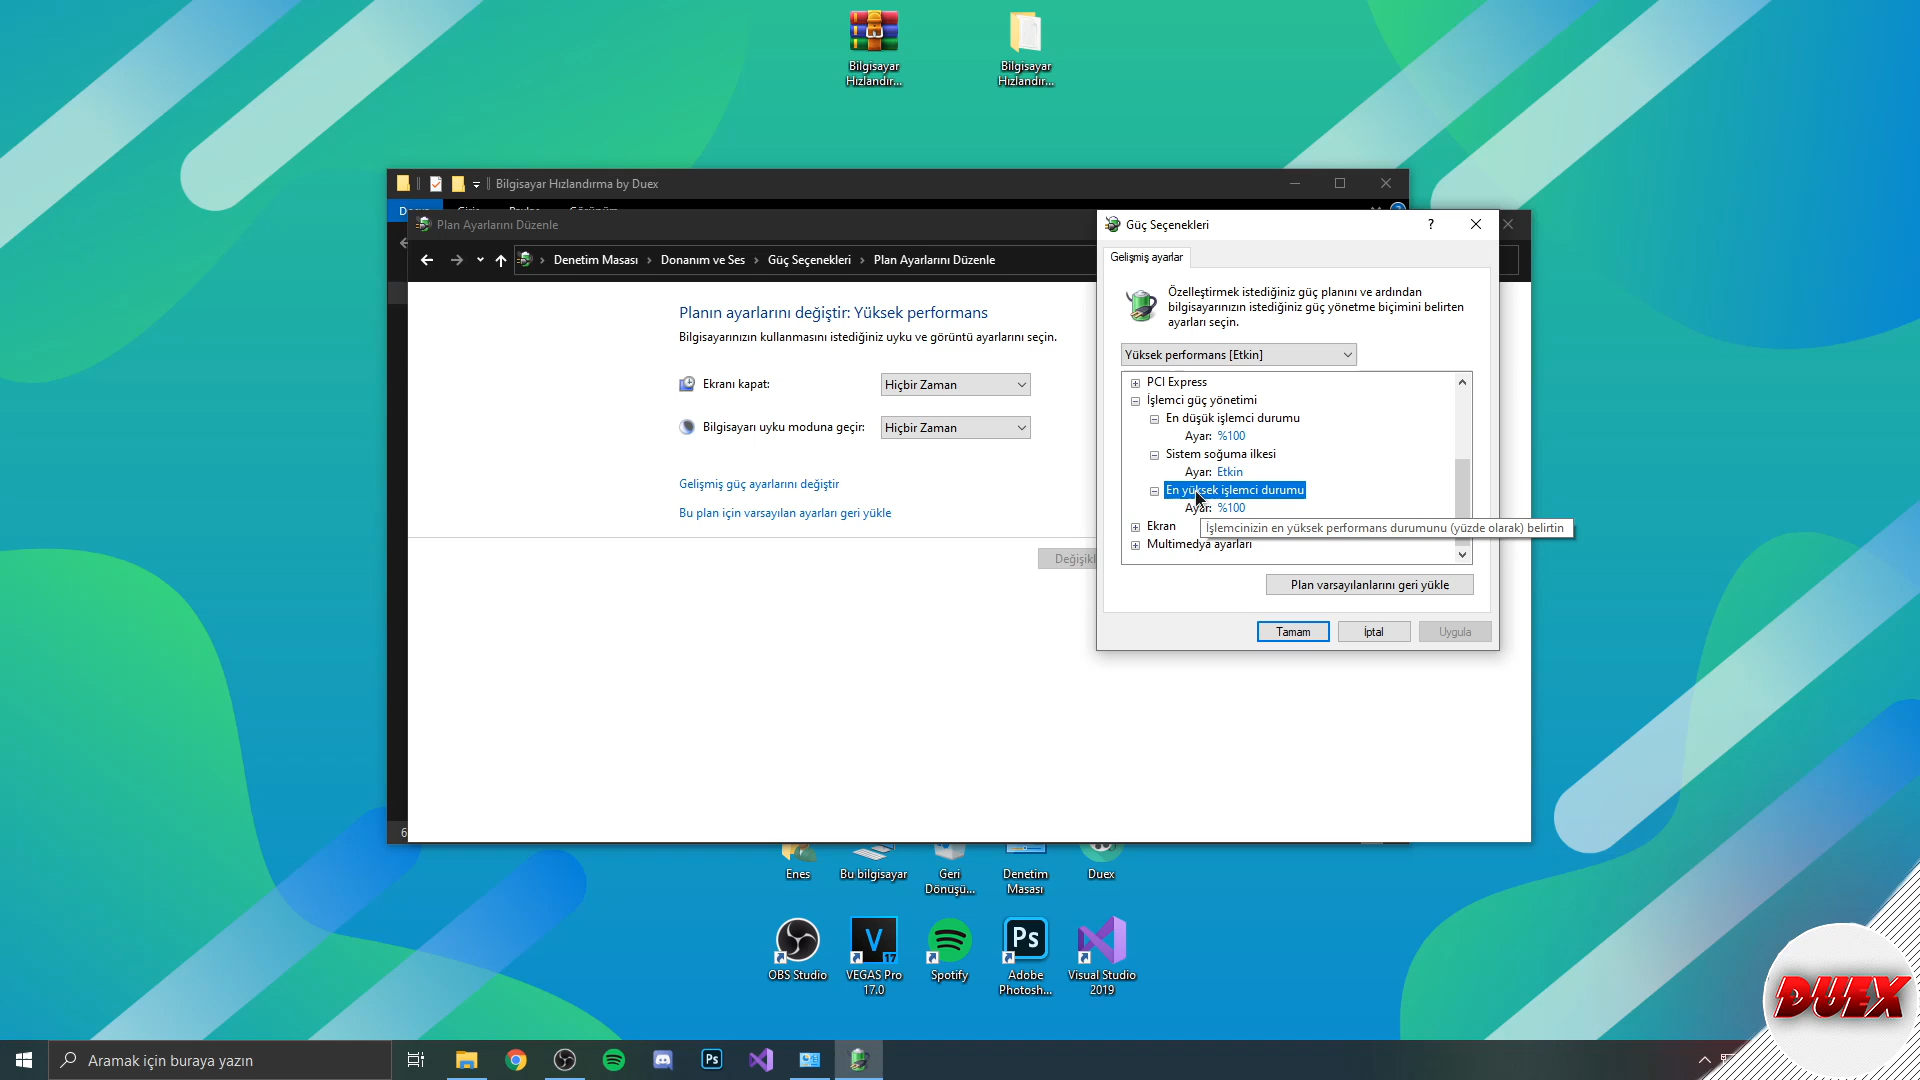 Bilgisayar
Hızlandır...
Bilgisayar
Hızlandır...
Bilgisayar Hızlandırma by Duex
Plan Ayarlarını Düzenle
Denetim Masası
Donanım ve Ses
Güç Seçenekleri
Plan Ayarlarını Düzenle
Planın ayarlarını değiştir: Yüksek performans
Bilgisayarınızın kullanmasını istediğiniz uyku ve görüntü ayarlarını seçin.
Ekranı kapat:
Hiçbir Zaman
Bilgisayarı uyku moduna geçir:
Hiçbir Zaman
Gelişmiş güç ayarlarını değiştir
Bu plan için varsayılan ayarları geri yükle
Değişikl
Güç Seçenekleri
Gelişmiş ayarlar
Özelleştirmek istediğiniz güç planını ve ardından
bilgisayarınızın istediğiniz güç yönetme biçimini belirten
ayarları seçin.
Yüksek performans [Etkin]
PCI Express
İşlemci güç yönetimi
En düşük işlemci durumu
Ayar: %100
Sistem soğuma ilkesi
Ayar: Etkin
En yüksek işlemci durumu
Ayar: %100
Ekran
İşlemcinizin en yüksek performans durumunu (yüzde olarak) belirtin
Multimedya ayarları
Plan varsayılanlarını geri yükle
Tamam
İptal
Uygula
6
Enes
Bu bilgisayar
Geri
Dönüşü...
Denetim
Masası
Duex
OBS Studio
VEGAS Pro
17.0
Spotify
Adobe
Photosh...
Visual Studio
2019
Aramak için buraya yazın
DUEX